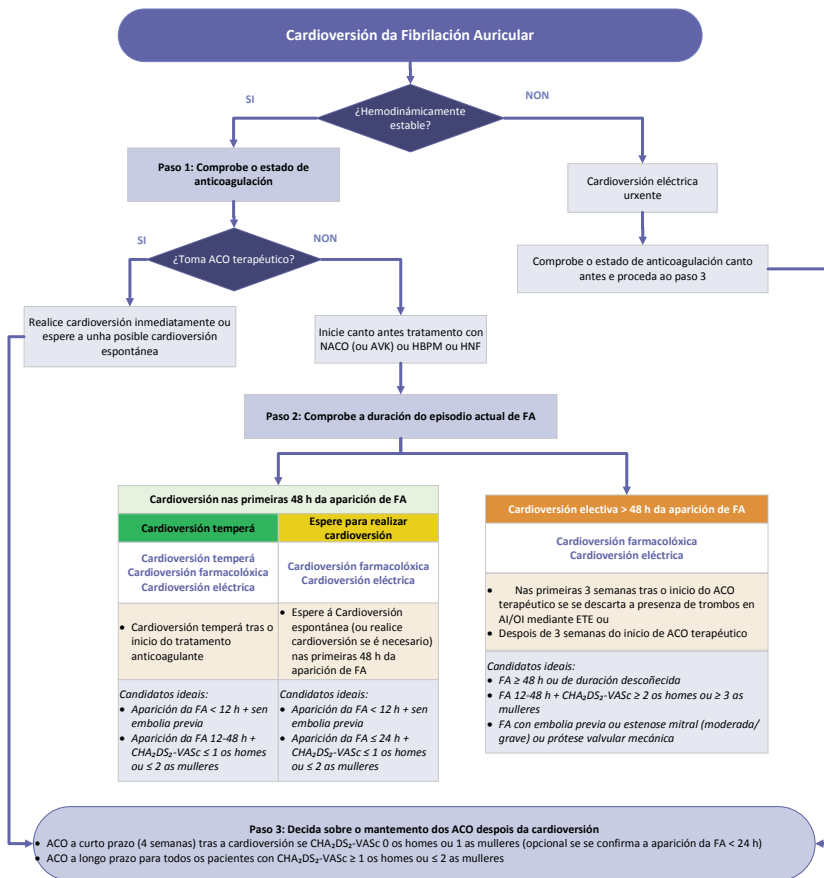 Cardioversión da Fibrilación Auricular
SI
NON
¿Hemodinámicamente
estable?
Paso 1: Comprobe o estado de
anticoagulación
Cardioversión eléctrica
urxente
SI
NON
¿Toma ACO terapéutico?
Comprobe o estado de anticoagulación canto
antes e proceda ao paso 3
Realice cardioversión inmediatamente ou
espere a unha posible cardioversión
espontánea
Inicie canto antes tratamento con
NACO (ou AVK) ou HBPM ou HNF
Paso 2: Comprobe a duración do episodio actual de FA
Cardioversión nas primeiras 48 h da aparición de FA
Cardioversión temperá
Espere para realizar
cardioversión
Cardioversión temperá
Cardioversión farmacolóxica
Cardioversión eléctrica
Cardioversión farmacolóxica
Cardioversión eléctrica
• Cardioversión temperá tras o
inicio do tratamento
anticoagulante
• Espere á Cardioversión
espontánea (ou realice
cardioversión se é necesario)
nas primeiras 48 h da
aparición de FA
Candidatos ideais:
• Aparición da FA < 12 h + sen
embolia previa
• Aparición da FA 12-48 h +
CHA₂DS₂-VASc ≤ 1 os homes
ou ≤ 2 as mulleres
Candidatos ideais:
• Aparición da FA < 12 h + sen
embolia previa
• Aparición da FA ≤ 24 h +
CHA₂DS₂-VASc ≤ 1 os homes
ou ≤ 2 as mulleres
Cardioversión electiva > 48 h da aparición de FA
Cardioversión farmacolóxica
Cardioversión eléctrica
• Nas primeiras 3 semanas tras o inicio do ACO
terapéutico se se descarta a presenza de trombos en
AI/OI mediante ETE ou
• Despois de 3 semanas do inicio de ACO terapéutico
Candidatos ideais:
• FA ≥ 48 h ou de duración descoñecida
• FA 12-48 h + CHA₂DS₂-VASc ≥ 2 os homes ou ≥ 3 as
mulleres
• FA con embolia previa ou estenose mitral (moderada/
grave) ou prótese valvular mecánica
Paso 3: Decida sobre o mantemento dos ACO despois da cardioversión
• ACO a curto prazo (4 semanas) tras a cardioversión se CHA₂DS₂-VASc 0 os homes ou 1 as mulleres (opcional se se confirma a aparición da FA < 24 h)
• ACO a longo prazo para todos os pacientes con CHA₂DS₂-VASc ≥ 1 os homes ou ≤ 2 as mulleres